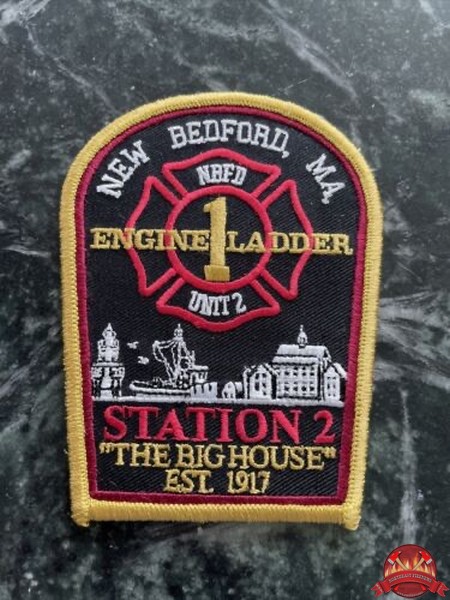 NEW BEDFORD, MA.
NBFD
ENGINE 1 LADDER
UNIT 2
STATION 2
"THE BIG HOUSE"
EST. 1917